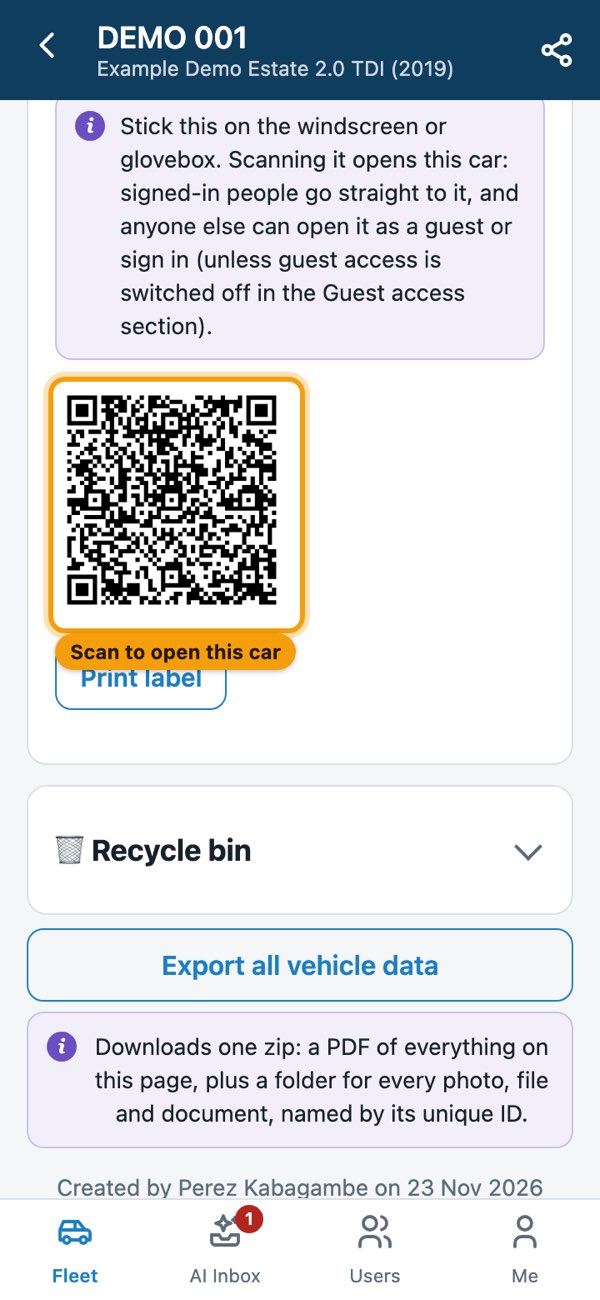 DEMO 001
Example Demo Estate 2.0 TDI (2019)
Stick this on the windscreen or
glovebox. Scanning it opens this car:
signed-in people go straight to it, and
anyone else can open it as a guest or
sign in (unless guest access is
switched off in the Guest access
section).
Scan to open this car
Print label
Recycle bin
Export all vehicle data
Downloads one zip: a PDF of everything on
this page, plus a folder for every photo, file
and document, named by its unique ID.
Created by Perez Kabagambe on 23 Nov 2026
1
Fleet
AI Inbox
Users
Me